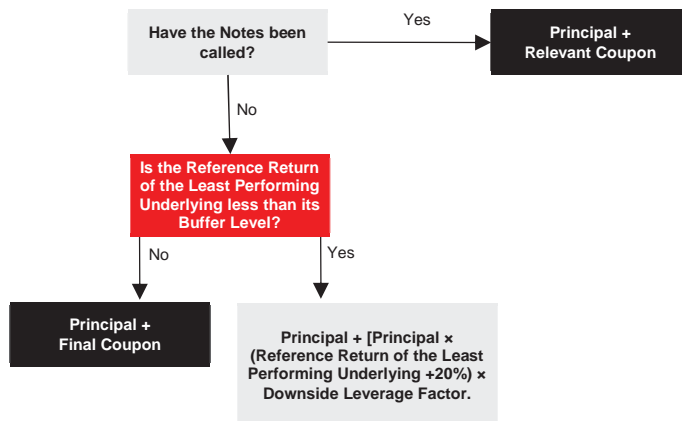 Have the Notes been
called?
Yes
Principal +
Relevant Coupon
No
Is the Reference Return
of the Least Performing
Underlying less than its
Buffer Level?
No
Yes
Principal +
Final Coupon
Principal + [Principal ×
(Reference Return of the Least
Performing Underlying +20%) ×
Downside Leverage Factor.